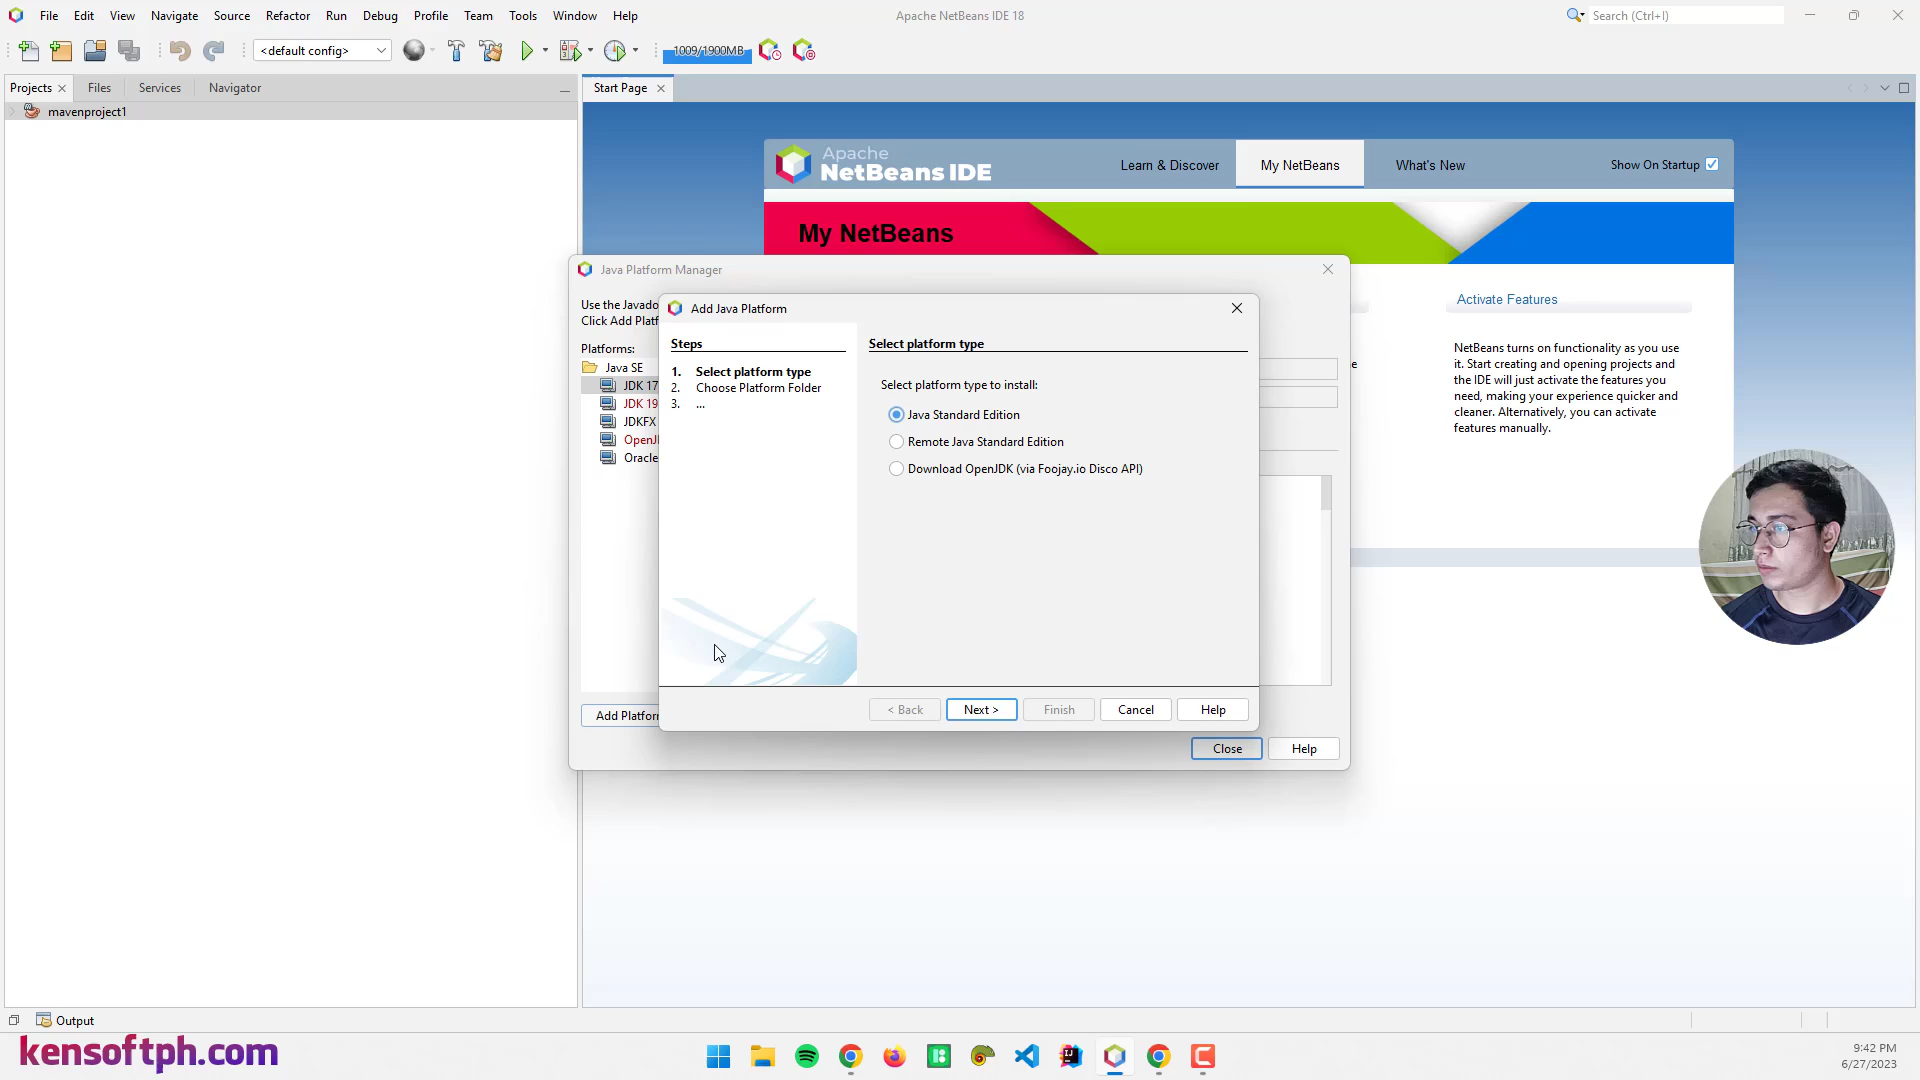 File Edit View Navigate Source Refactor Run Debug Profile Team Tools Window Help
Apache NetBeans IDE 18
Search (Ctrl+I)
<default config>
1009/1900MB
Projects
Files
Services
Navigator
Start Page
mavenproject1
Apache
NetBeans IDE
Learn & Discover
My NetBeans
What's New
Show On Startup
My NetBeans
Activate Features
NetBeans turns on functionality as you use
it. Start creating and opening projects and
the IDE will just activate the features you
need, making your experience quicker and
cleaner. Alternatively, you can activate
features manually.
Java Platform Manager
Use the Javado
Click Add Platf
Platforms:
Java SE
JDK 17
JDK 19
JDKFX
OpenJ
Oracle
Add Platfor
Close
Help
Add Java Platform
Steps
1. Select platform type
2. Choose Platform Folder
3. ...
Select platform type
Select platform type to install:
Java Standard Edition
Remote Java Standard Edition
Download OpenJDK (via Foojay.io Disco API)
< Back
Next >
Finish
Cancel
Help
Output
kensoftph.com
9:42 PM
6/27/2023